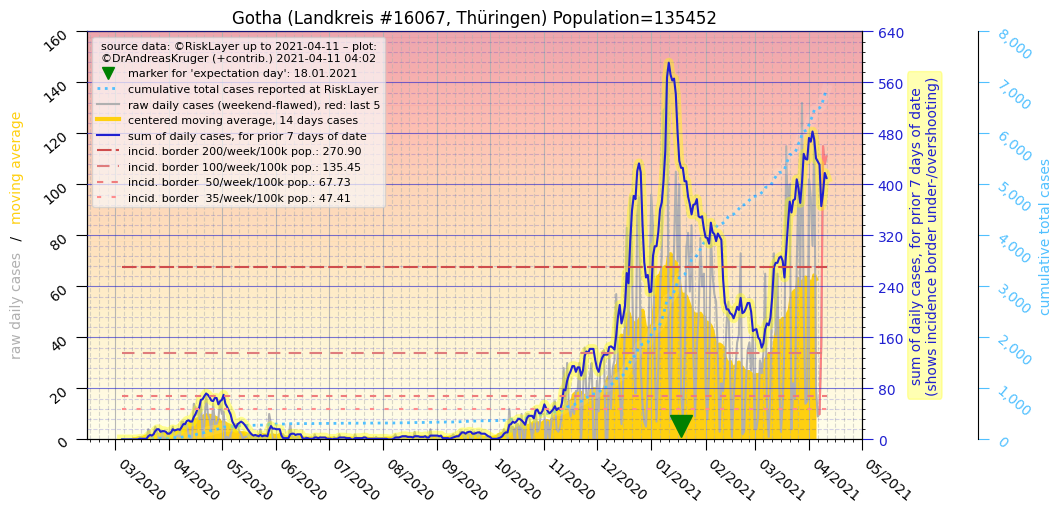 Gotha (Landkreis #16067, Thüringen) Population=135452
source data: ©RiskLayer up to 2021-04-11 – plot:
©DrAndreasKruger (+contrib.) 2021-04-11 04:02
marker for 'expectation day': 18.01.2021
cumulative total cases reported at RiskLayer
raw daily cases (weekend-flawed), red: last 5
centered moving average, 14 days cases
sum of daily cases, for prior 7 days of date
incid. border 200/week/100k pop.: 270.90
incid. border 100/week/100k pop.: 135.45
incid. border  50/week/100k pop.: 67.73
incid. border  35/week/100k pop.: 47.41
raw daily cases / moving average
160
140
120
100
80
60
40
20
0
03/2020
04/2020
05/2020
06/2020
07/2020
08/2020
09/2020
10/2020
11/2020
12/2020
01/2021
02/2021
03/2021
04/2021
05/2021
640
560
480
400
320
240
160
80
0
sum of daily cases, for prior 7 days of date
(shows incidence border under-/overshooting)
8,000
7,000
6,000
5,000
4,000
3,000
2,000
1,000
0
cumulative total cases